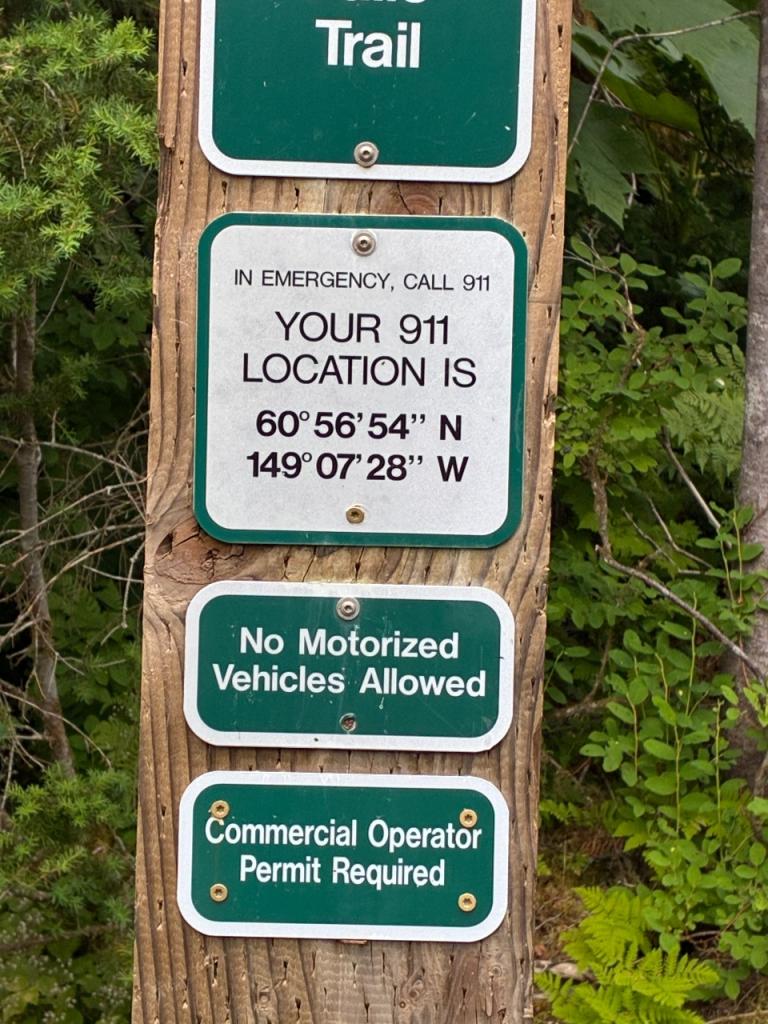 Trail
IN EMERGENCY, CALL 911
YOUR 911
LOCATION IS
60°56'54" N
149°07'28" W
No Motorized
Vehicles Allowed
Commercial Operator
Permit Required